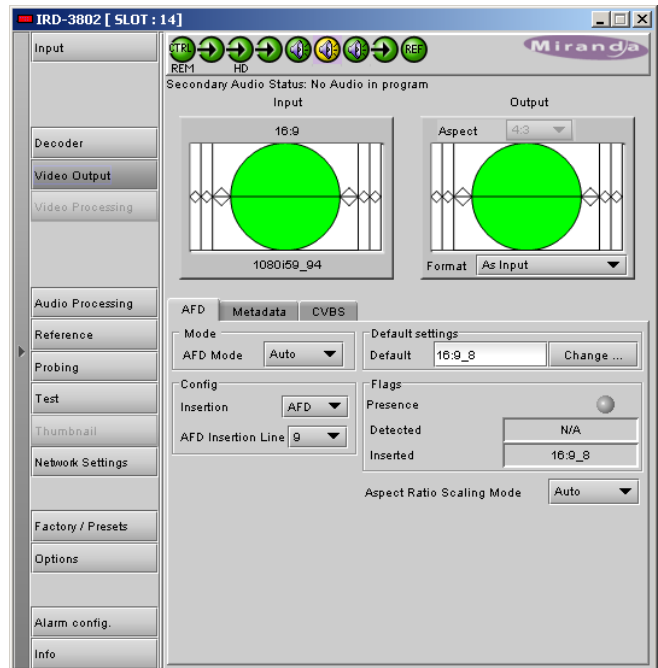 IRD-3802 [ SLOT : 14]
Input
CTRL
REF
Miranda
REM
HD
Secondary Audio Status: No Audio in program
Input
Output
16:9
Aspect 4:3
1080i59_94
Format As Input
Decoder
Video Output
Video Processing
Audio Processing
Reference
Probing
Test
Thumbnail
Network Settings
Factory / Presets
Options
Alarm config.
Info
AFD Metadata CVBS
Mode
AFD Mode Auto
Default settings
Default 16:9_8 Change ...
Config
Insertion AFD
AFD Insertion Line 9
Flags
Presence
Detected N/A
Inserted 16:9_8
Aspect Ratio Scaling Mode Auto